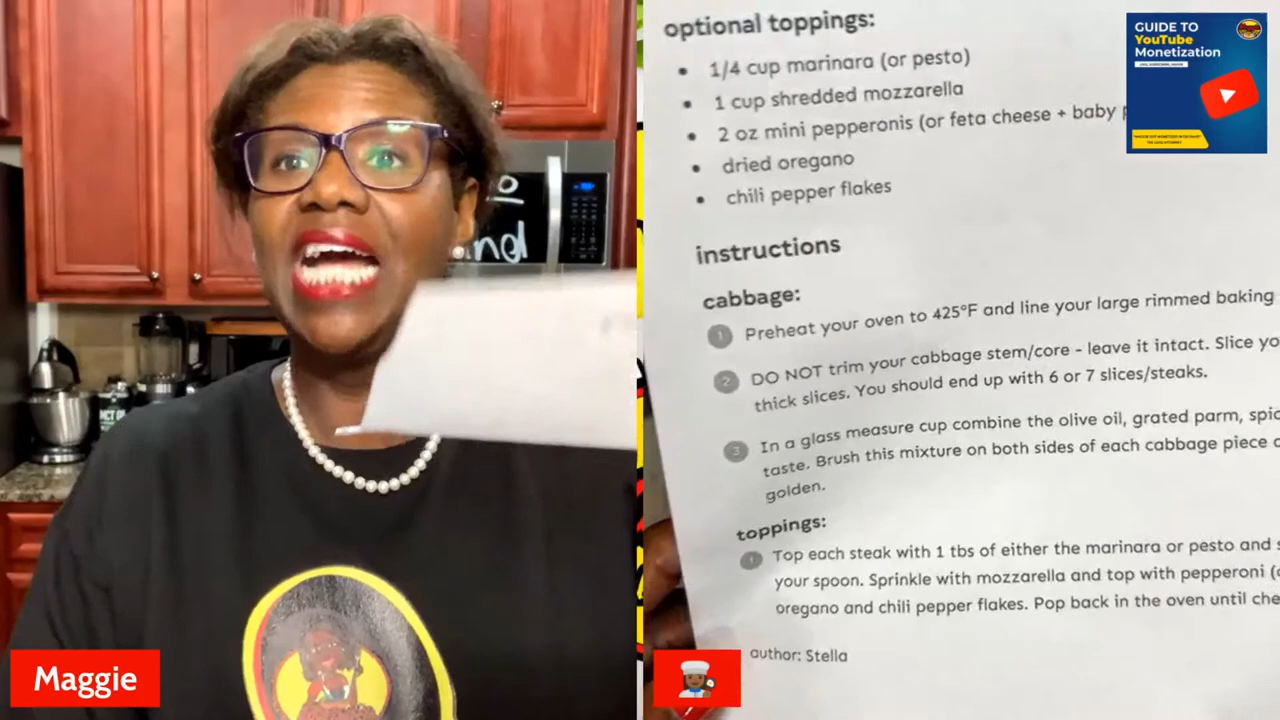 Maggie
nd
optional toppings:
1/4 cup marinara (or pesto)
1 cup shredded mozzarella
2 oz mini pepperonis (or feta cheese + baby
dried oregano
chili pepper flakes
instructions
cabbage:
1 Preheat your oven to 425°F and line your large rimmed baking
2 DO NOT trim your cabbage stem/core - leave it intact. Slice yo
thick slices. You should end up with 6 or 7 slices/steaks.
3 In a glass measure cup combine the olive oil, grated parm, spic
taste. Brush this mixture on both sides of each cabbage piece
golden.
toppings:
1 Top each steak with 1 tbs of either the marinara or pesto and s
your spoon. Sprinkle with mozzarella and top with pepperoni (
oregano and chili pepper flakes. Pop back in the oven until che
author: Stella
GUIDE TO
YouTube
Monetization